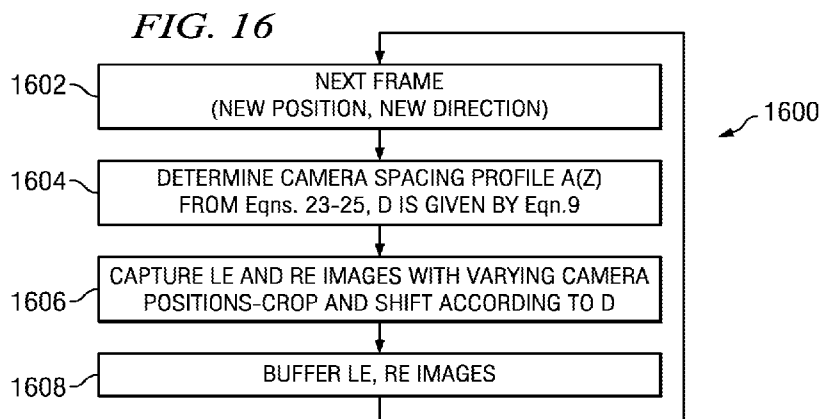 FIG. 16
1602
NEXT FRAME
(NEW POSITION, NEW DIRECTION)
1600
1604
DETERMINE CAMERA SPACING PROFILE A(Z)
FROM Eqns. 23-25, D IS GIVEN BY Eqn.9
1606
CAPTURE LE AND RE IMAGES WITH VARYING CAMERA
POSITIONS-CROP AND SHIFT ACCORDING TO D
1608
BUFFER LE, RE IMAGES